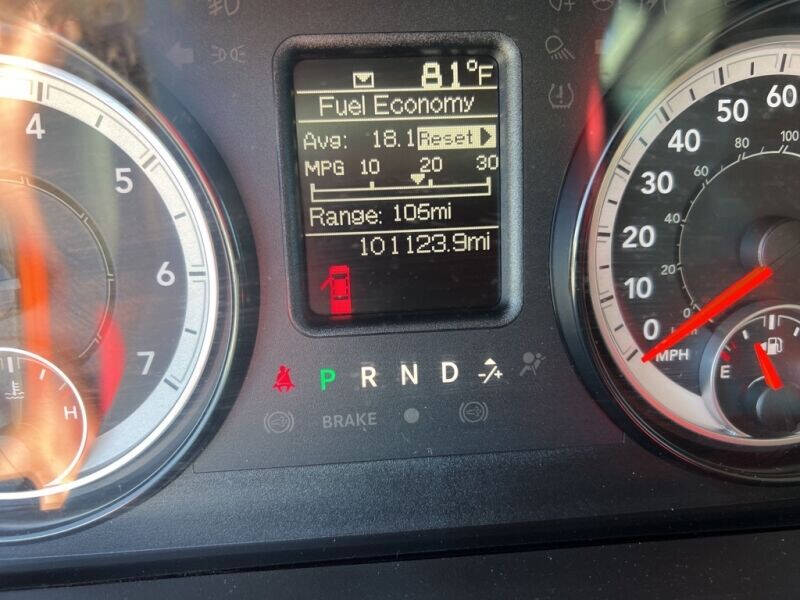 81°F
Fuel Economy
Avg: 18.1 Reset
MPG 10 20 30
Range: 105mi
101123.9mi
P R N D -/+
BRAKE
4
5
6
7
H
0
10
20
30
40
50
60
MPH
0
20
40
60
80
100
E